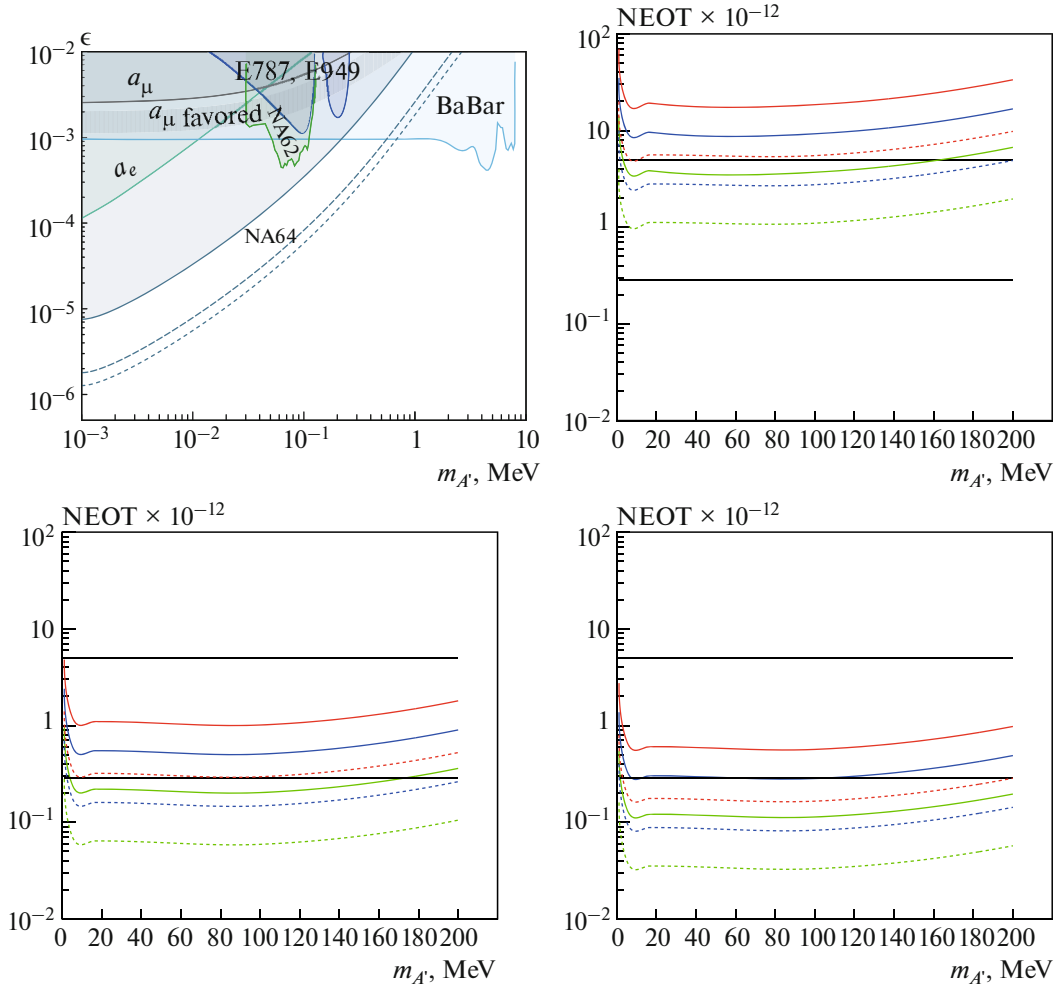 ϵ
10⁻²
10⁻³
10⁻⁴
10⁻⁵
10⁻⁶
a_μ
E787, E949
a_μ favored
NA62
BaBar
a_e
NA64
10⁻³ 10⁻² 10⁻¹ 1 10
m_A', MeV
NEOT × 10⁻¹²
10²
10
1
10⁻¹
10⁻²
0 20 40 60 80 100 120 140 160 180 200
NEOT × 10⁻¹²
10²
10
1
10⁻¹
10⁻²
0 20 40 60 80 100 120 140 160 180 200
m_A', MeV
NEOT × 10⁻¹²
10²
10
1
10⁻¹
10⁻²
0 20 40 60 80 100 120 140 160 180 200
m_A', MeV
m_A', MeV